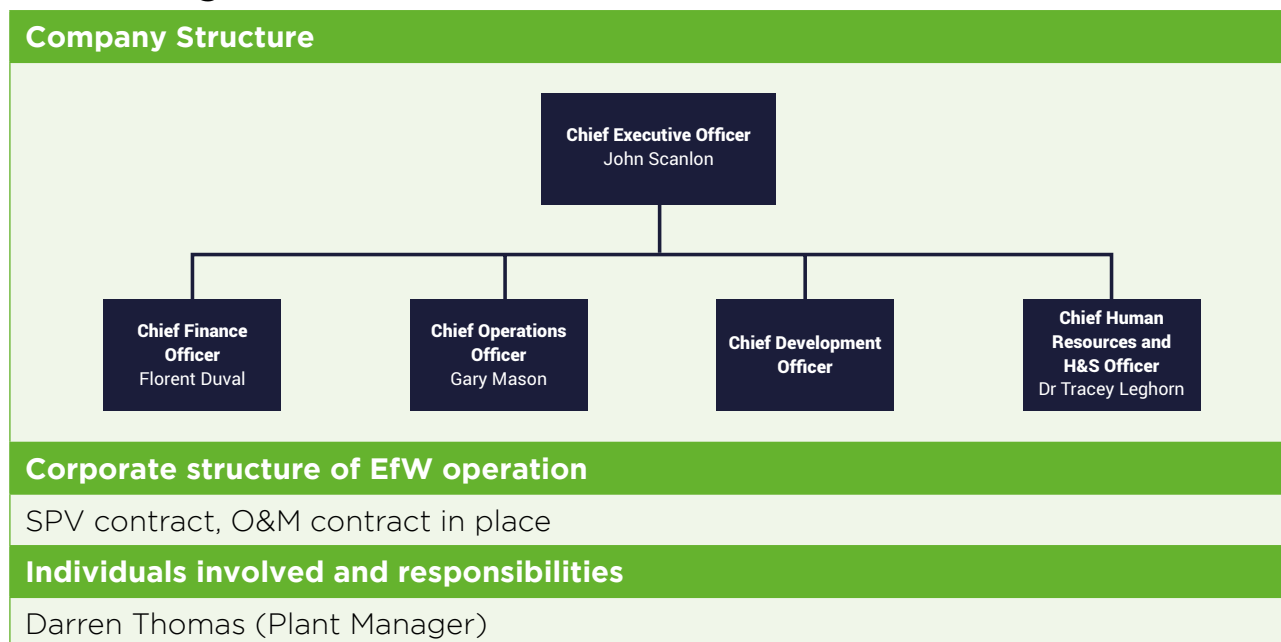 Company Structure
Chief Executive Officer
John Scanlon
Chief Finance
Officer
Florent Duval
Chief Operations
Officer
Gary Mason
Chief Development
Officer
Chief Human
Resources and
H&S Officer
Dr Tracey Leghorn
Corporate structure of EfW operation
SPV contract, O&M contract in place
Individuals involved and responsibilities
Darren Thomas (Plant Manager)